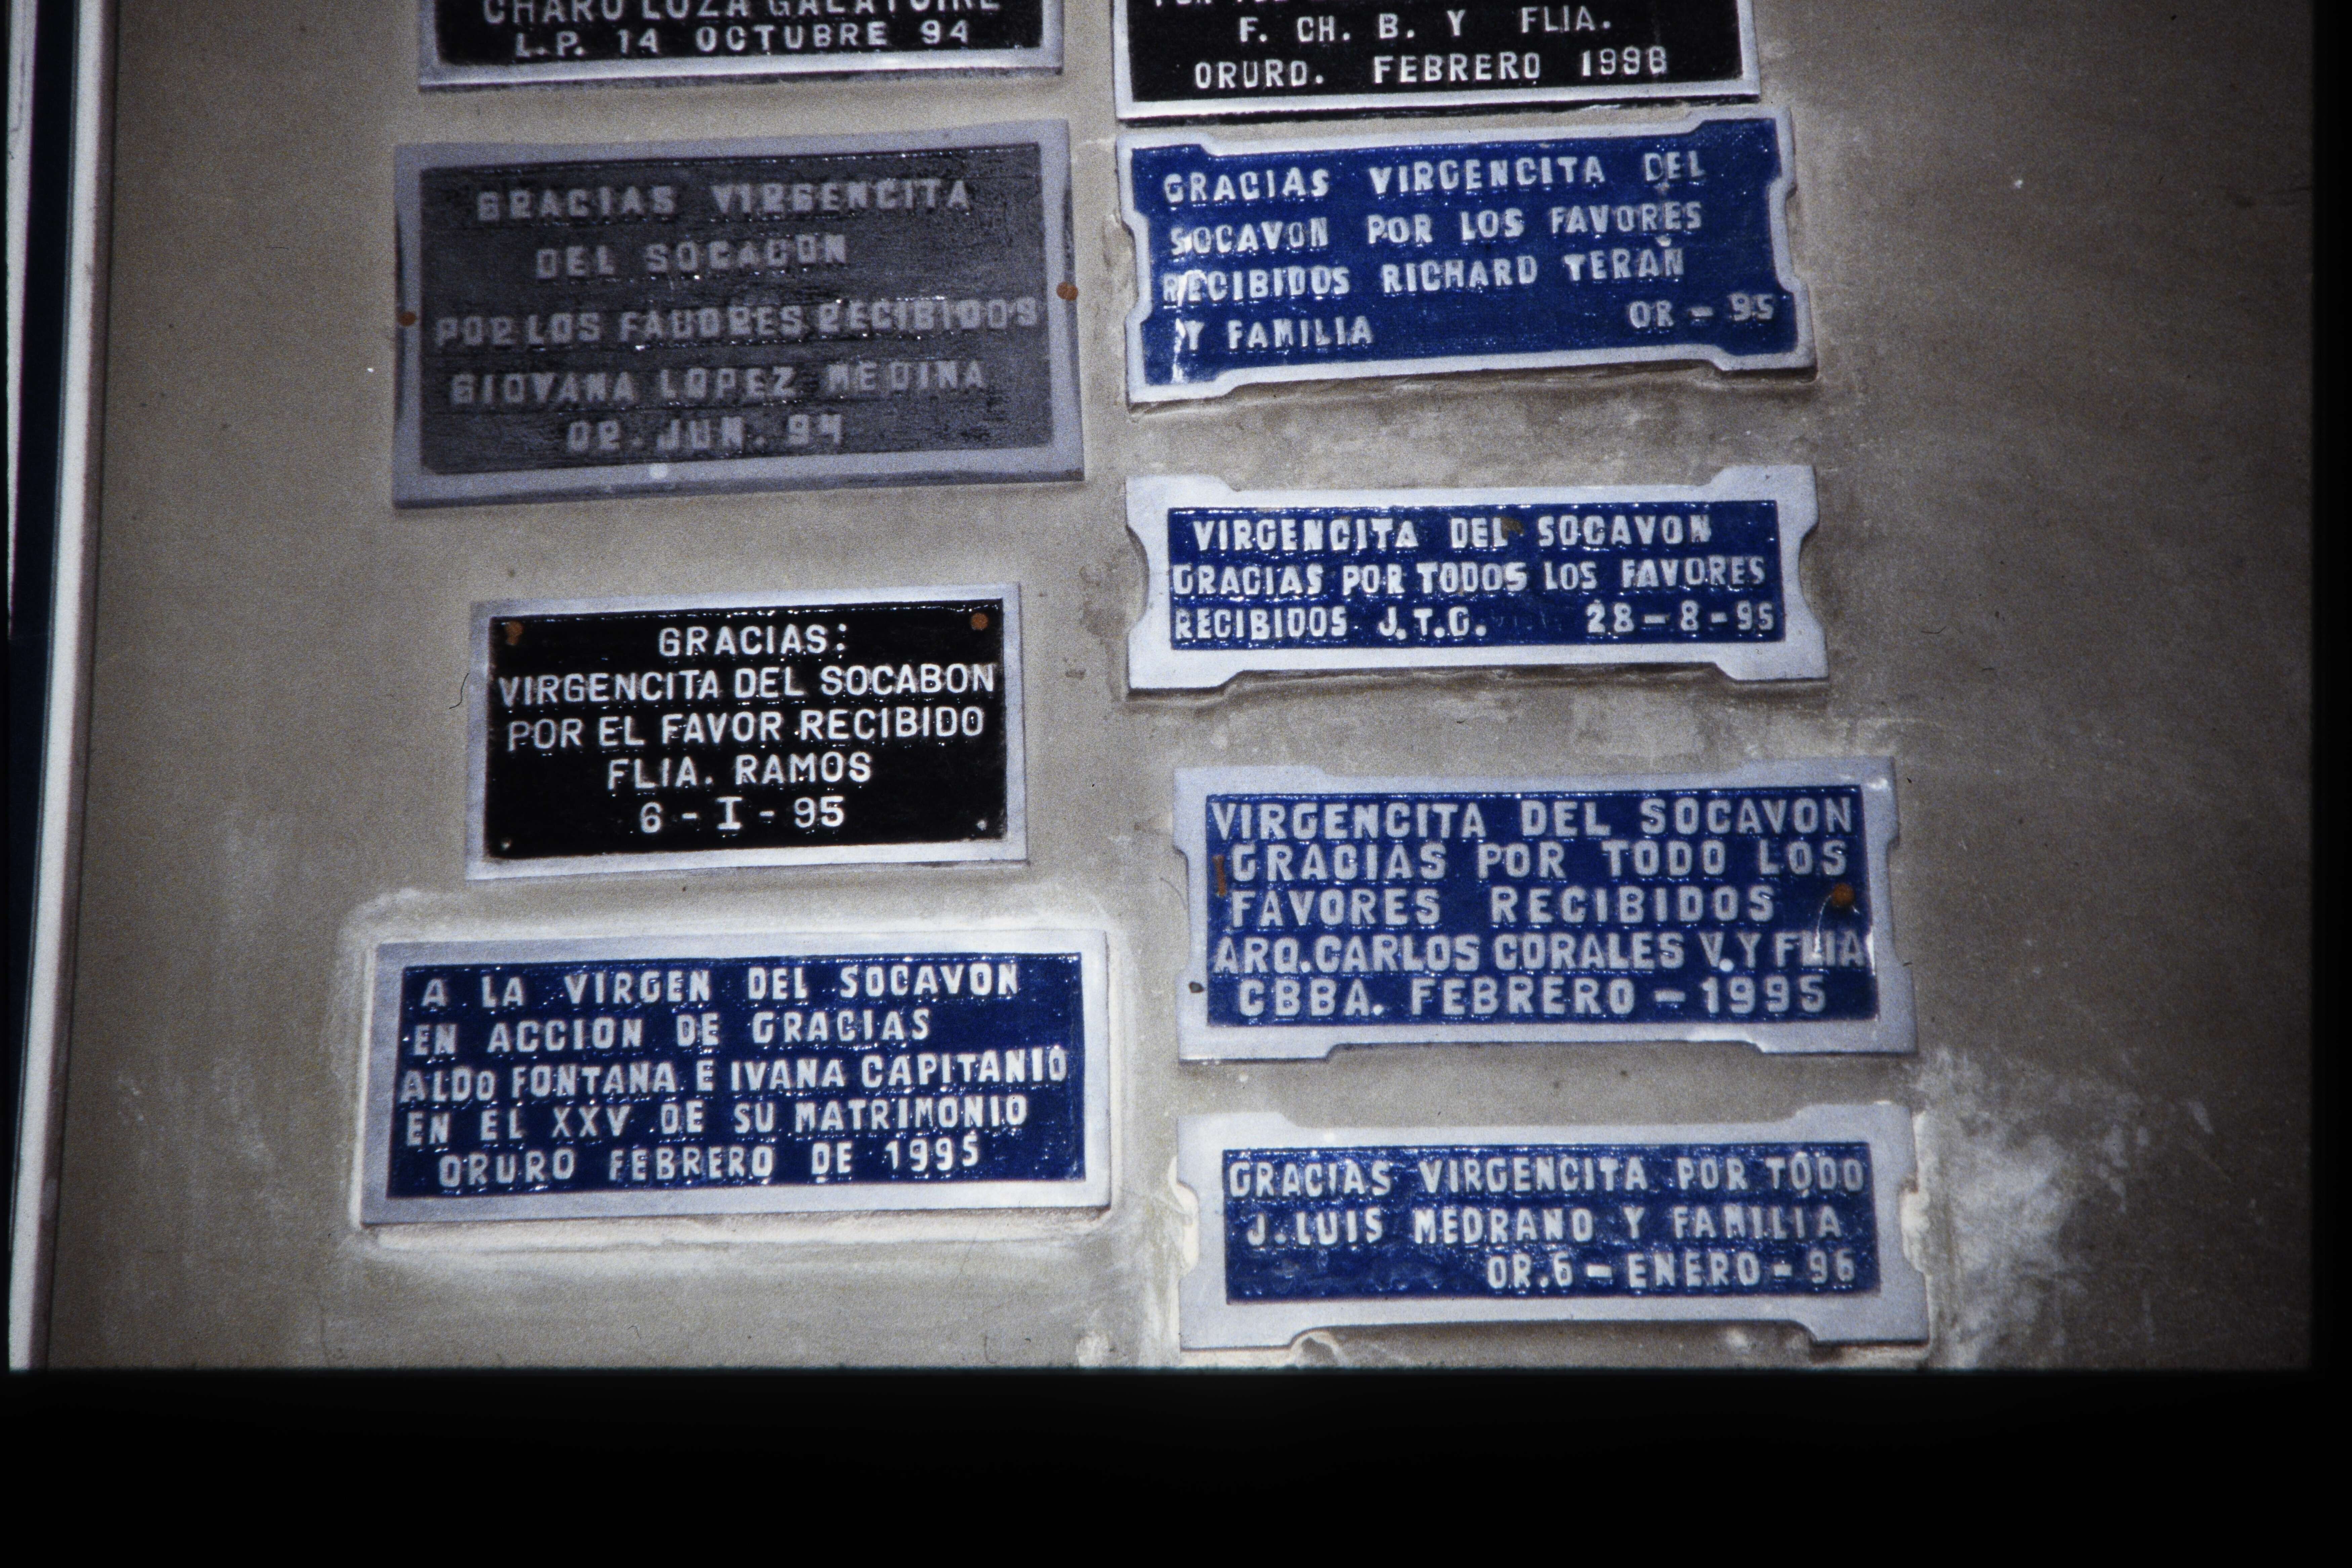 CHARO LOZA GALATOIRE
L.P. 14 OCTUBRE 94
GRACIAS VIRGENCITA
DEL SOCACON
POR LOS FAVORES RECIBIDOS
GIOVANA LOPEZ MEDINA
OR. JUN. 94
GRACIAS:
VIRGENCITA DEL SOCABON
POR EL FAVOR RECIBIDO
FLIA. RAMOS
6 - I - 95
A LA VIRGEN DEL SOCAVON
EN ACCION DE GRACIAS
ALDO FONTANA E IVANA CAPITANIO
EN EL XXV DE SU MATRIMONIO
ORURO FEBRERO DE 1995
F. CH. B. Y FLIA.
ORURO. FEBRERO 1998
GRACIAS VIRGENCITA DEL
SOCAVON POR LOS FAVORES
RECIBIDOS RICHARD TERAÑ
Y FAMILIA OR - 95
VIRGENCITA DEL SOCAVON
GRACIAS POR TODOS LOS FAVORES
RECIBIDOS J.T.G. 28-8-95
VIRGENCITA DEL SOCAVON
GRACIAS POR TODO LOS
FAVORES RECIBIDOS
ARQ. CARLOS CORALES V. Y FLIA
CBBA. FEBRERO - 1995
GRACIAS VIRGENCITA POR TODO
J. LUIS MEDRANO Y FAMILIA
OR. 6 - ENERO - 96